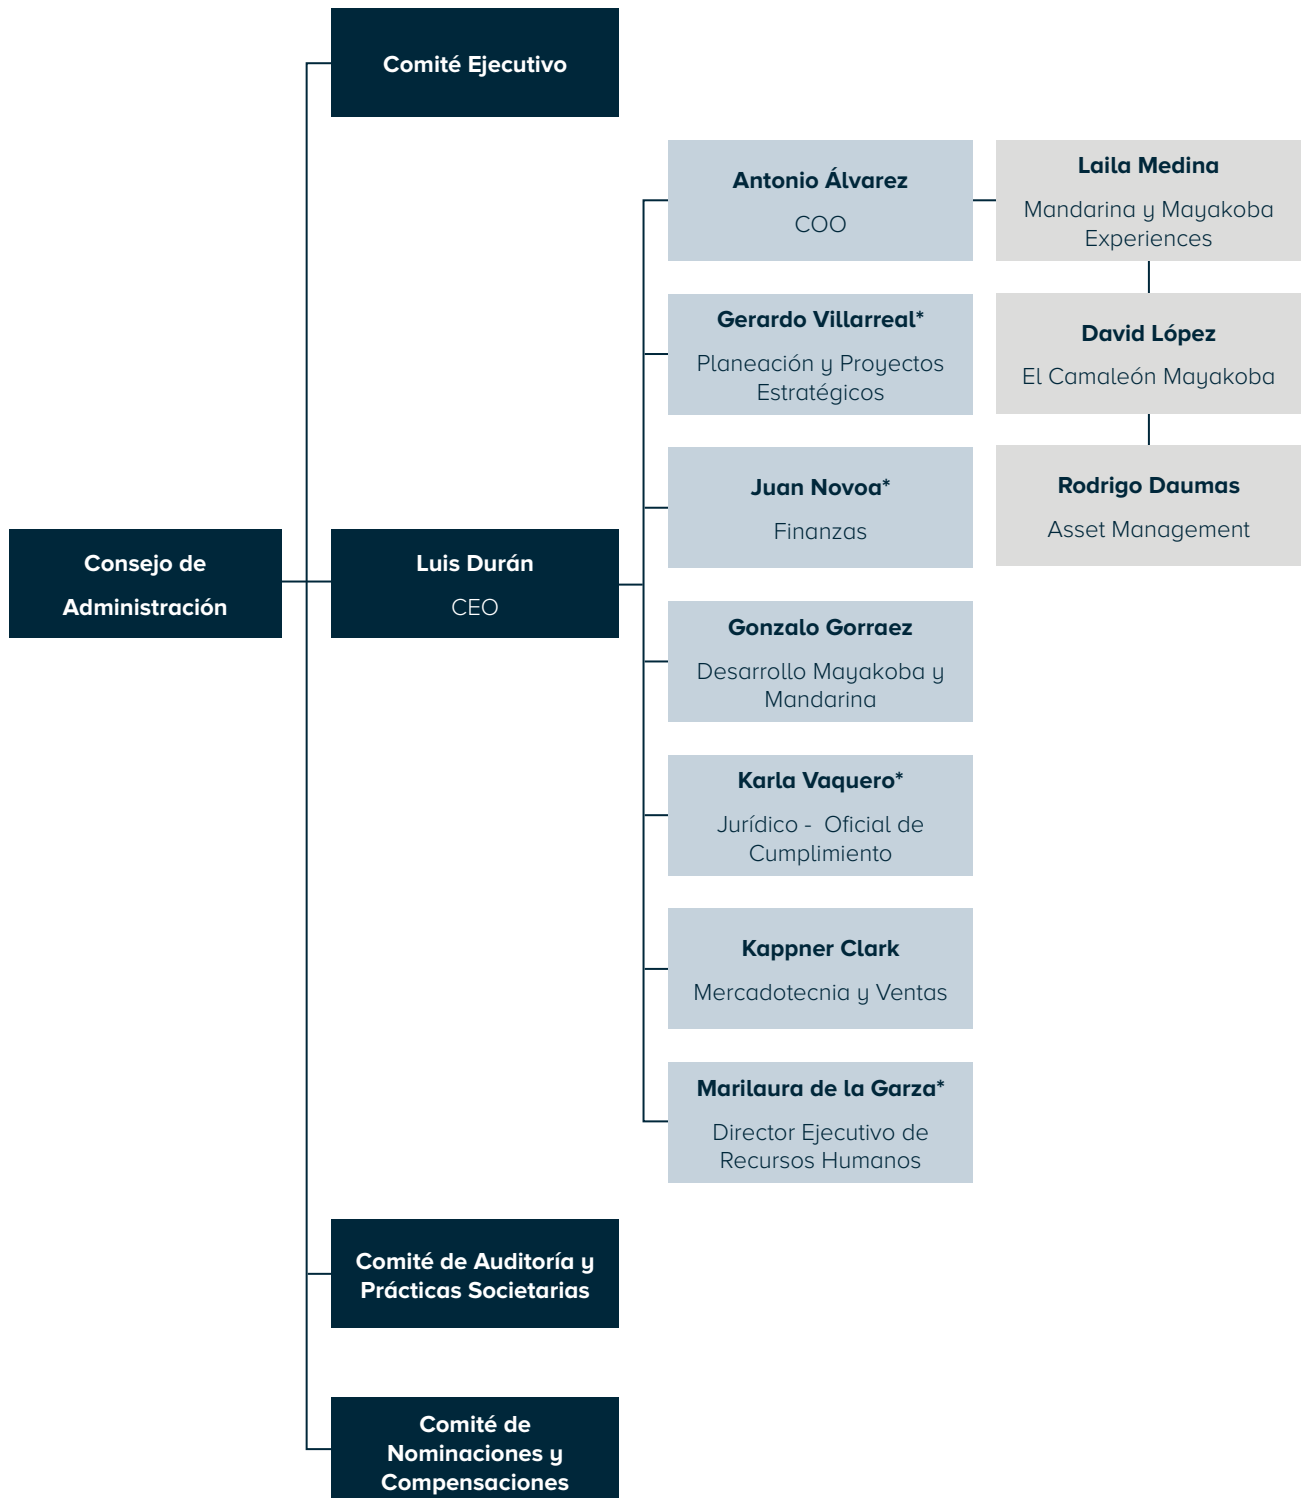 Comité Ejecutivo
Antonio Álvarez
COO
Laila Medina
Mandarina y Mayakoba
Experiences
Gerardo Villarreal*
Planeación y Proyectos
Estratégicos
David López
El Camaleón Mayakoba
Juan Novoa*
Finanzas
Rodrigo Daumas
Asset Management
Consejo de
Administración
Luis Durán
CEO
Gonzalo Gorraez
Desarrollo Mayakoba y
Mandarina
Karla Vaquero*
Jurídico - Oficial de
Cumplimiento
Kappner Clark
Mercadotecnia y Ventas
Marilaura de la Garza*
Director Ejecutivo de
Recursos Humanos
Comité de Auditoría y
Prácticas Societarias
Comité de
Nominaciones y
Compensaciones